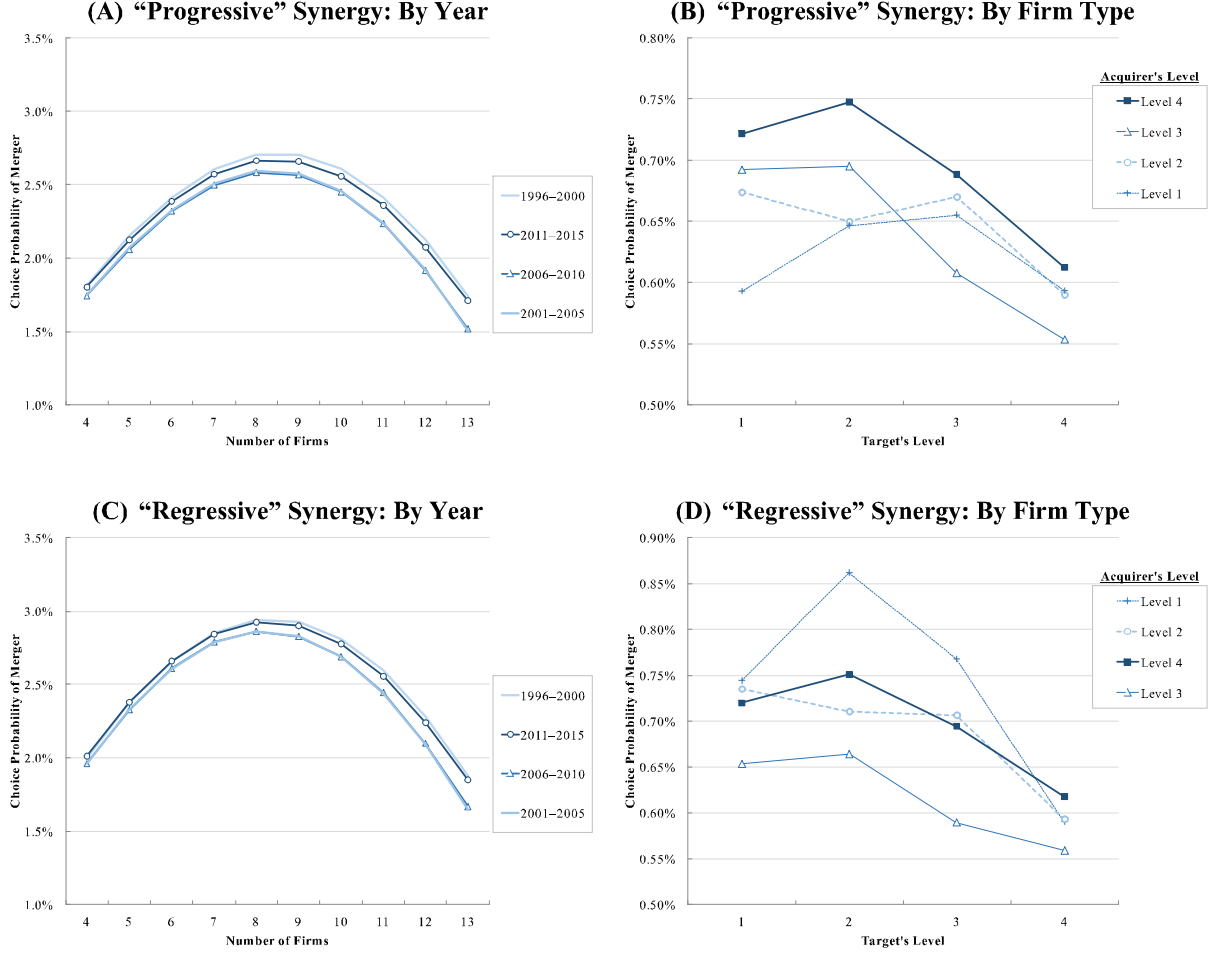 (A) “Progressive” Synergy: By Year
3.5%
3.0%
2.5%
2.0%
1.5%
1.0%
Choice Probability of Merger
4 5 6 7 8 9 10 11 12 13
Number of Firms
1996–2000
2011–2015
2006–2010
2001–2005
(B) “Progressive” Synergy: By Firm Type
0.80%
0.75%
0.70%
0.65%
0.60%
0.55%
0.50%
Choice Probability of Merger
1 2 3 4
Target's Level
Acquirer's Level
Level 4
Level 3
Level 2
Level 1
(C) “Regressive” Synergy: By Year
3.5%
3.0%
2.5%
2.0%
1.5%
1.0%
Choice Probability of Merger
4 5 6 7 8 9 10 11 12 13
Number of Firms
1996–2000
2011–2015
2006–2010
2001–2005
(D) “Regressive” Synergy: By Firm Type
0.90%
0.85%
0.80%
0.75%
0.70%
0.65%
0.60%
0.55%
0.50%
Choice Probability of Merger
1 2 3 4
Target's Level
Acquirer's Level
Level 1
Level 2
Level 4
Level 3